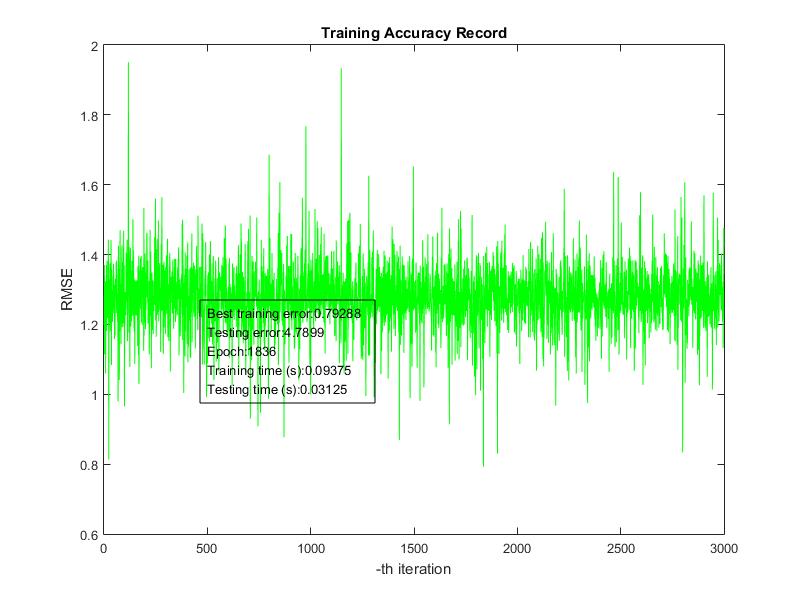 Training Accuracy Record
2
1.8
1.6
1.4
1.2
1
0.8
0.6
RMSE
Best training error:0.79288
Testing error:4.7899
Epoch:1836
Training time (s):0.09375
Testing time (s):0.03125
0 500 1000 1500 2000 2500 3000
-th iteration